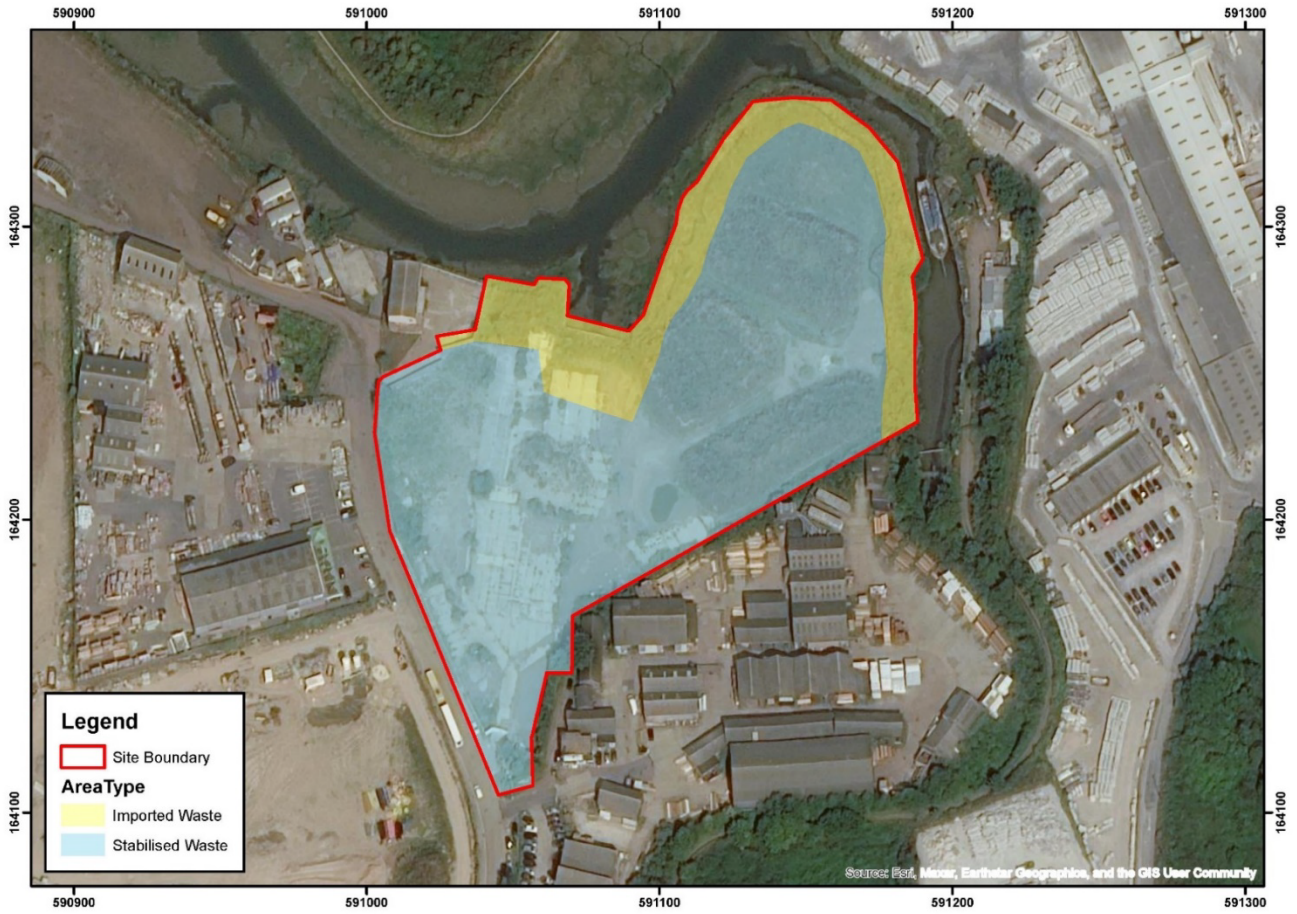 590900 591000 591100 591200 591300
164300 164300
164200 164200
164100 164100
Legend
Site Boundary
AreaType
Imported Waste
Stabilised Waste
Source: Esri, Maxar, Earthstar Geographics, and the GIS User Community
590900 591000 591100 591200 591300